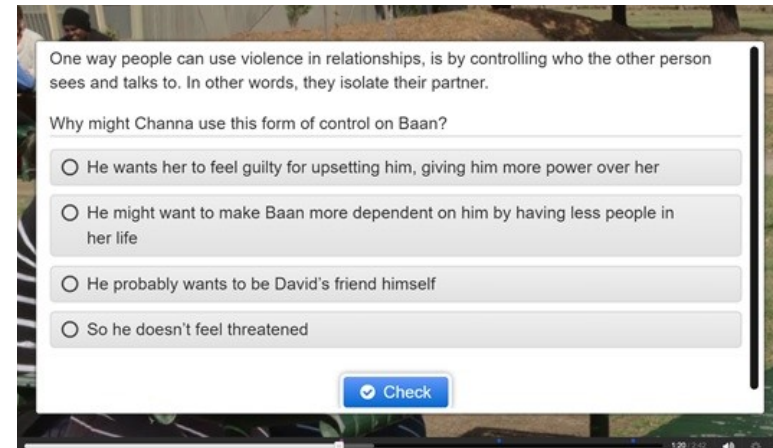 One way people can use violence in relationships, is by controlling who the other person
sees and talks to. In other words, they isolate their partner.
Why might Channa use this form of control on Baan?
He wants her to feel guilty for upsetting him, giving him more power over her
He might want to make Baan more dependent on him by having less people in
her life
He probably wants to be David's friend himself
So he doesn't feel threatened
Check
1:20 / 2:42